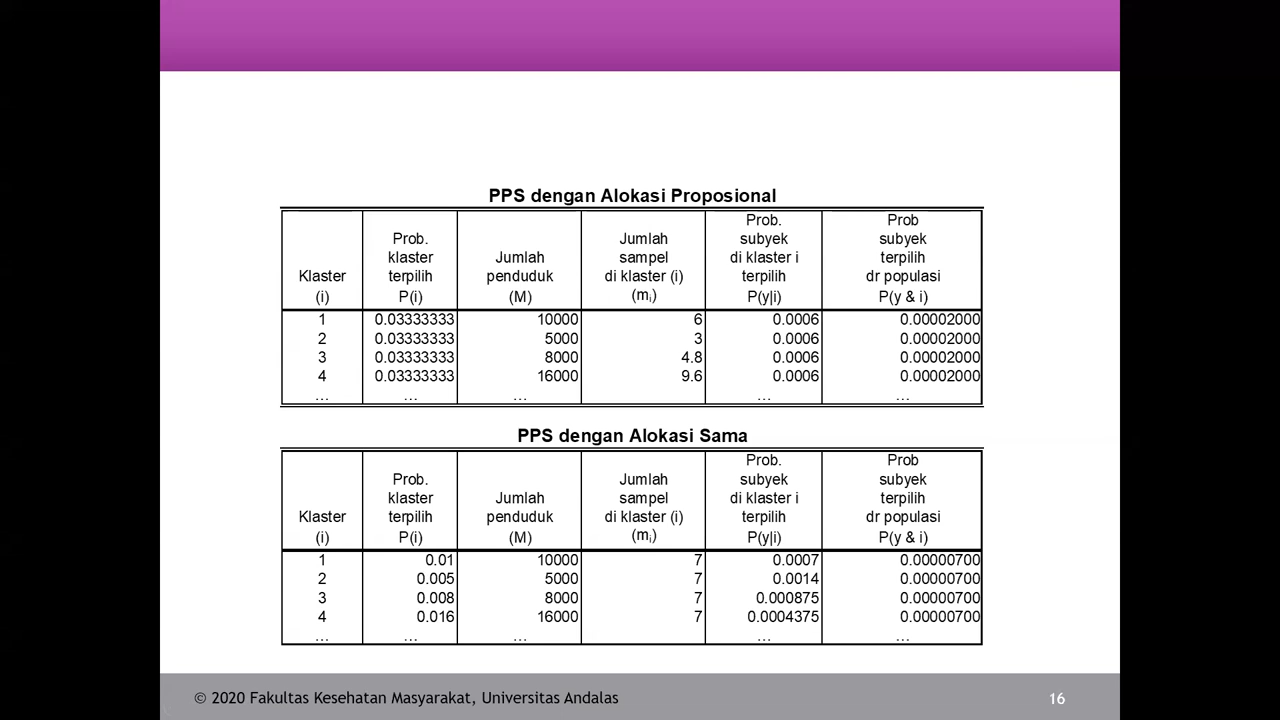 PPS dengan Alokasi Proposional
Klaster (i) Prob. klaster terpilih P(i) Jumlah penduduk (M) Jumlah sampel di klaster (i) (mi) Prob. subyek di klaster i terpilih P(y|i) Prob subyek terpilih dr populasi P(y & i)
1 0.03333333 10000 6 0.0006 0.00002000
2 0.03333333 5000 3 0.0006 0.00002000
3 0.03333333 8000 4.8 0.0006 0.00002000
4 0.03333333 16000 9.6 0.0006 0.00002000
... ... ... ... ...
PPS dengan Alokasi Sama
Klaster (i) Prob. klaster terpilih P(i) Jumlah penduduk (M) Jumlah sampel di klaster (i) (mi) Prob. subyek di klaster i terpilih P(y|i) Prob subyek terpilih dr populasi P(y & i)
1 0.01 10000 7 0.0007 0.00000700
2 0.005 5000 7 0.0014 0.00000700
3 0.008 8000 7 0.000875 0.00000700
4 0.016 16000 7 0.0004375 0.00000700
... ... ... ... ...
© 2020 Fakultas Kesehatan Masyarakat, Universitas Andalas
16